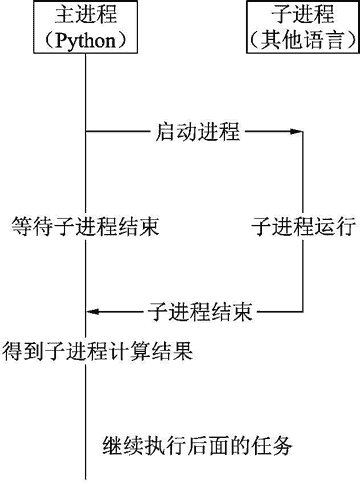 主进程
（Python）
子进程
（其他语言）
启动进程
等待子进程结束
子进程运行
子进程结束
得到子进程计算结果
继续执行后面的任务